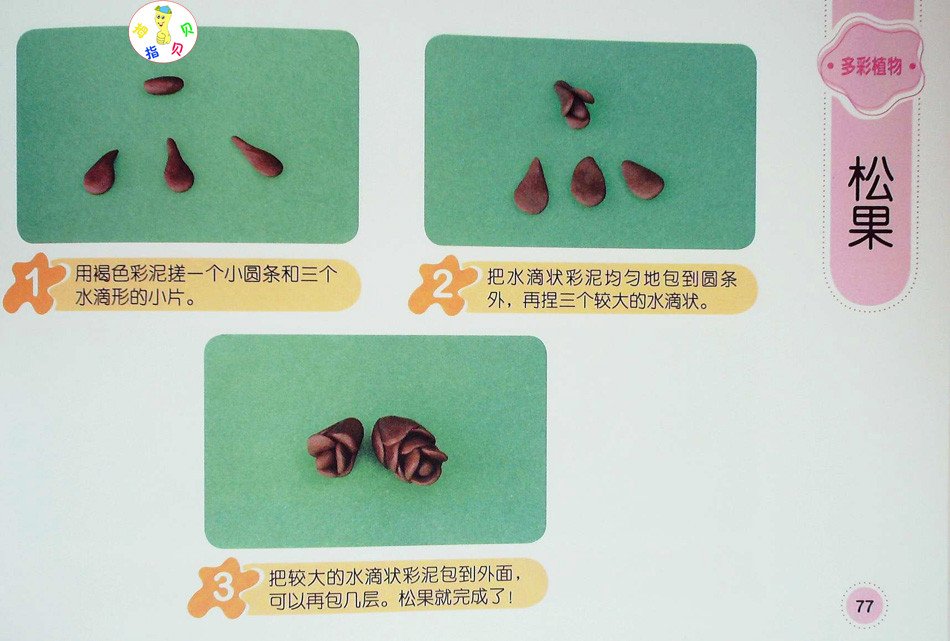 指贝贝
多彩植物
松果
1
用褐色彩泥搓一个小圆条和三个
水滴形的小片。
2
把水滴状彩泥均匀地包到圆条
外，再捏三个较大的水滴状。
3
把较大的水滴状彩泥包到外面，
可以再包几层。松果就完成了！
77